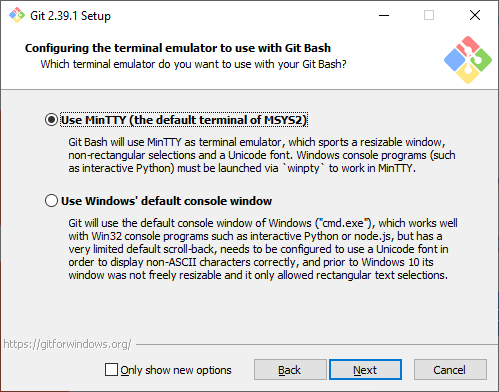 Git 2.39.1 Setup
Configuring the terminal emulator to use with Git Bash
Which terminal emulator do you want to use with your Git Bash?
Use MinTTY (the default terminal of MSYS2)
Git Bash will use MinTTY as terminal emulator, which sports a resizable window,
non-rectangular selections and a Unicode font. Windows console programs (such
as interactive Python) must be launched via `winpty` to work in MinTTY.
Use Windows' default console window
Git will use the default console window of Windows ("cmd.exe"), which works well
with Win32 console programs such as interactive Python or node.js, but has a
very limited default scroll-back, needs to be configured to use a Unicode font in
order to display non-ASCII characters correctly, and prior to Windows 10 its
window was not freely resizable and it only allowed rectangular text selections.
https://gitforwindows.org/
Only show new options
Back
Next
Cancel